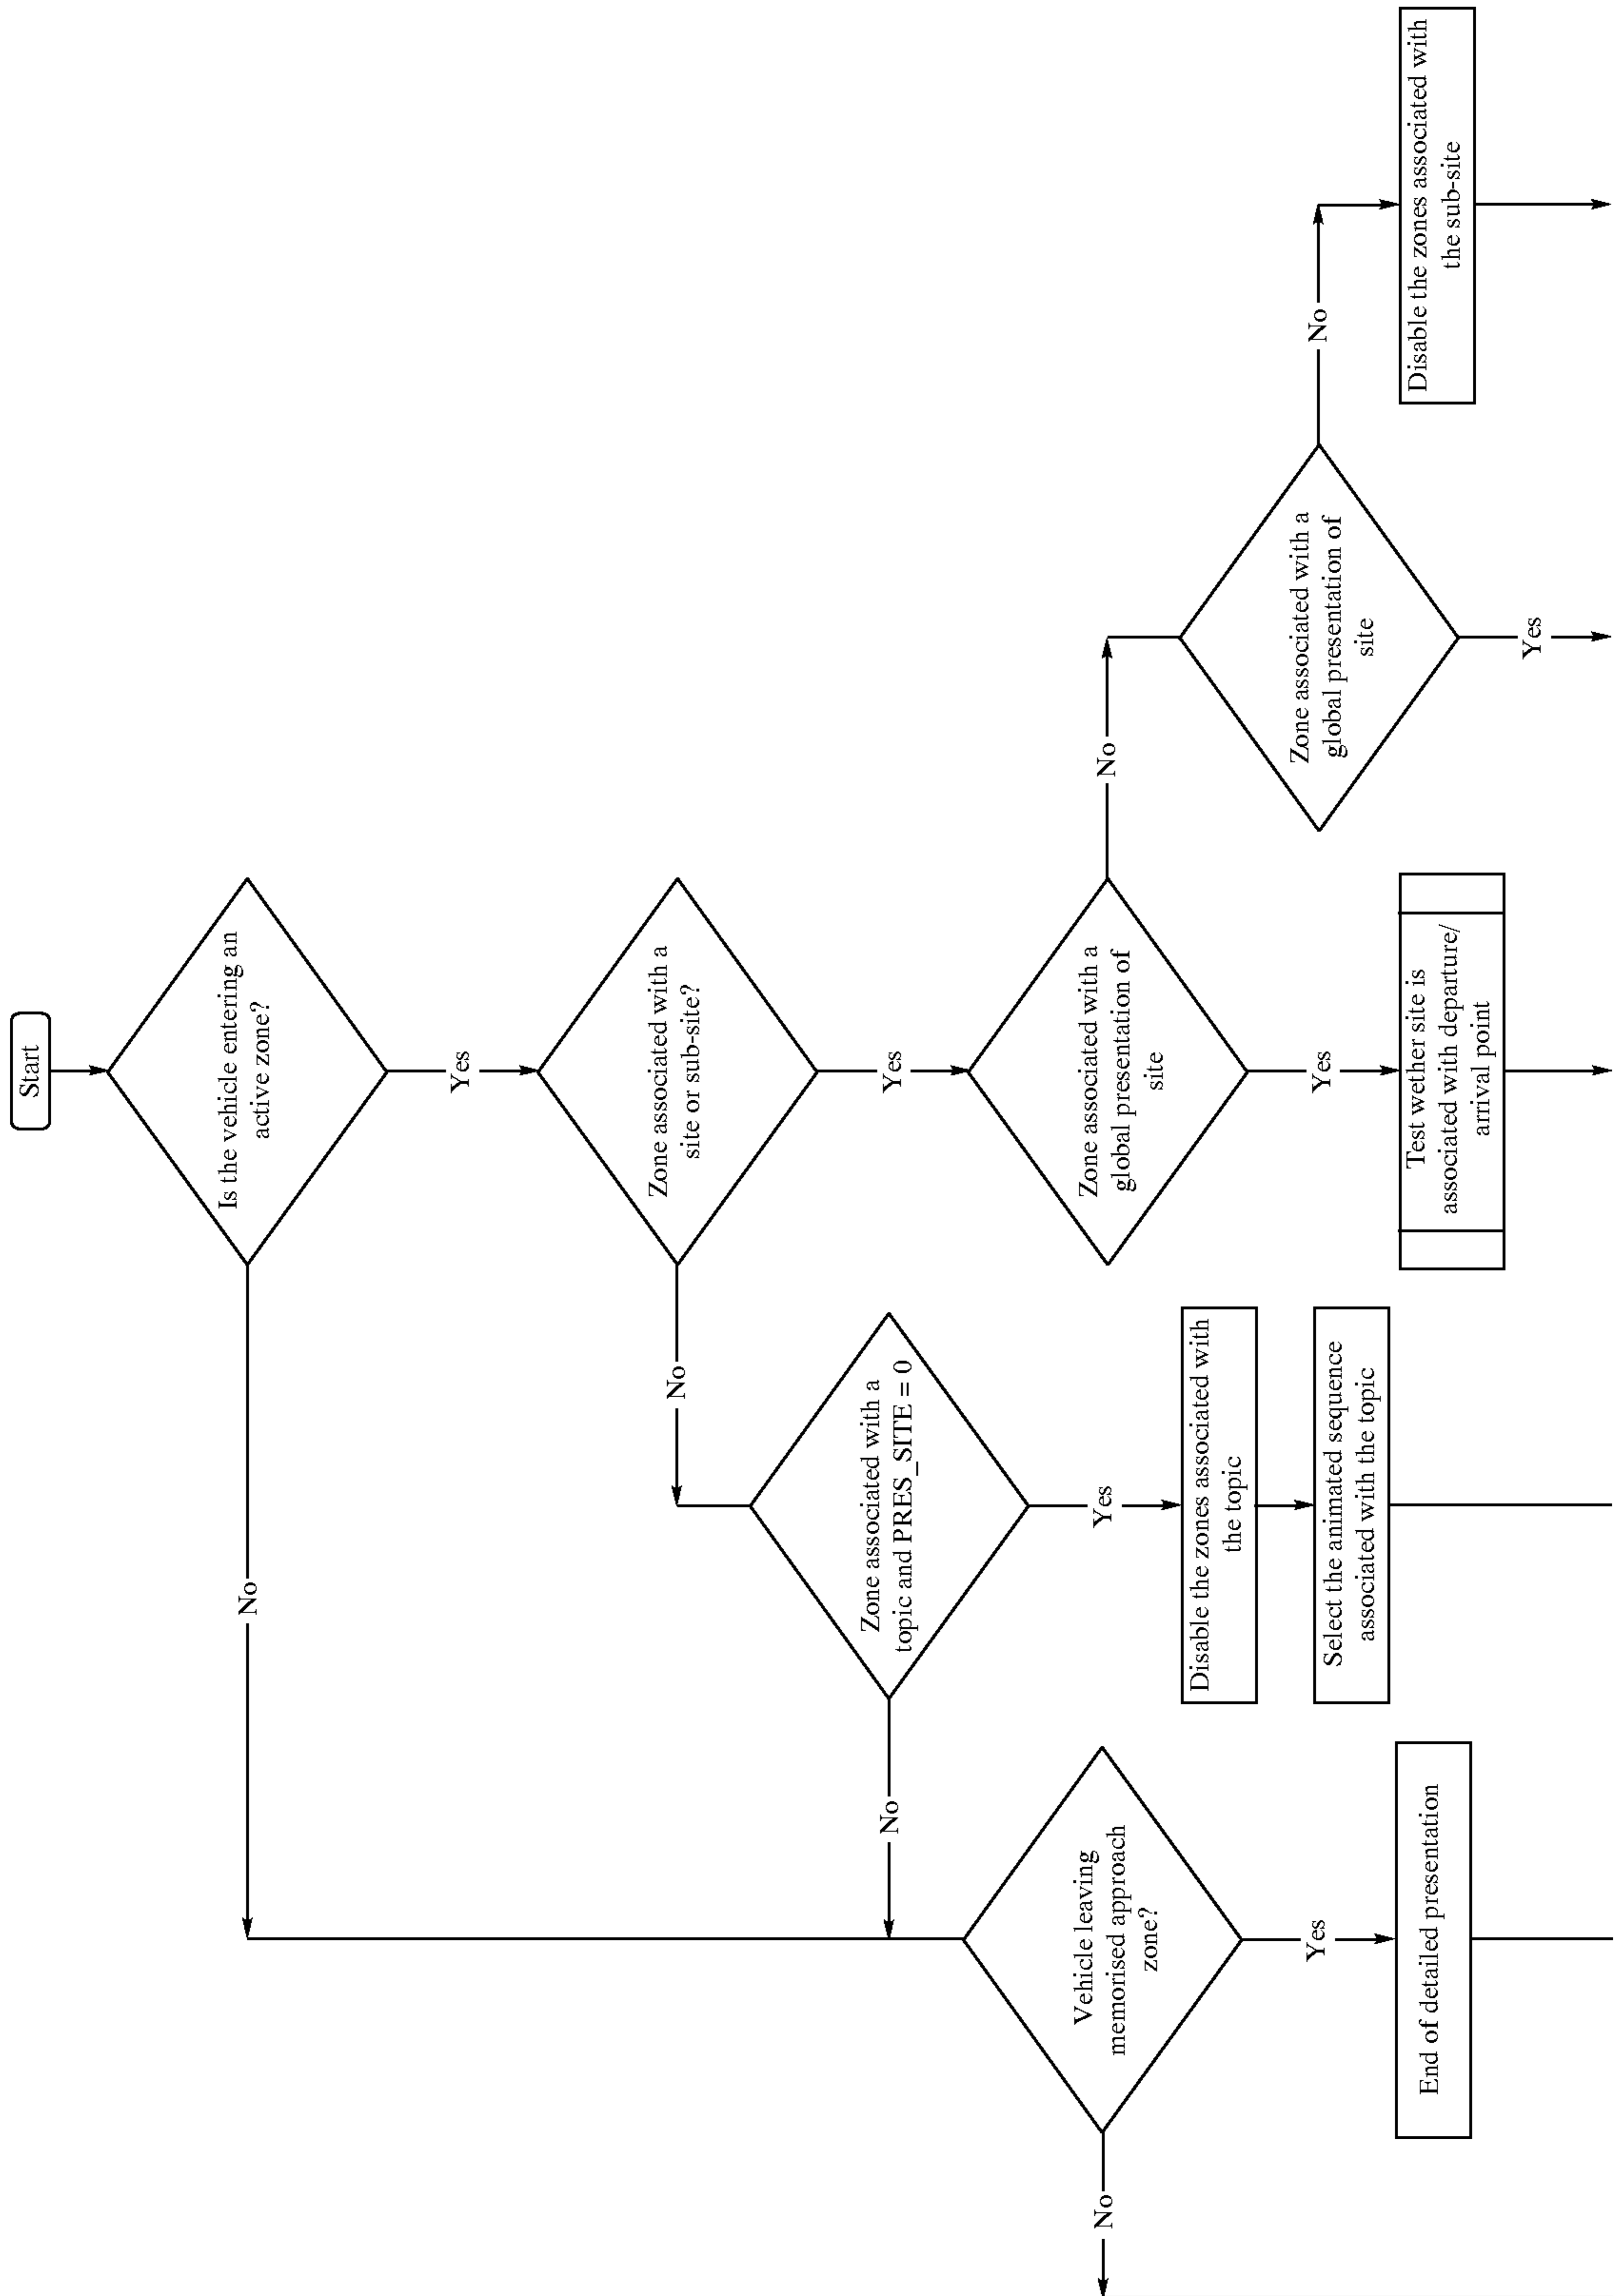 Start
Is the vehicle entering an
active zone?
No
Yes
Zone associated with a
site or sub-site?
No
Yes
Zone associated with a
topic and PRES_SITE = 0
No
Yes
Zone associated with a
global presentation of
site
No
Yes
Vehicle leaving
memorised approach
zone?
No
Yes
Disable the zones associated with
the topic
Select the animated sequence
associated with the topic
Zone associated with a
global presentation of
site
No
Yes
End of detailed presentation
Test wether site is
associated with departure/
arrival point
Disable the zones associated with
the sub-site